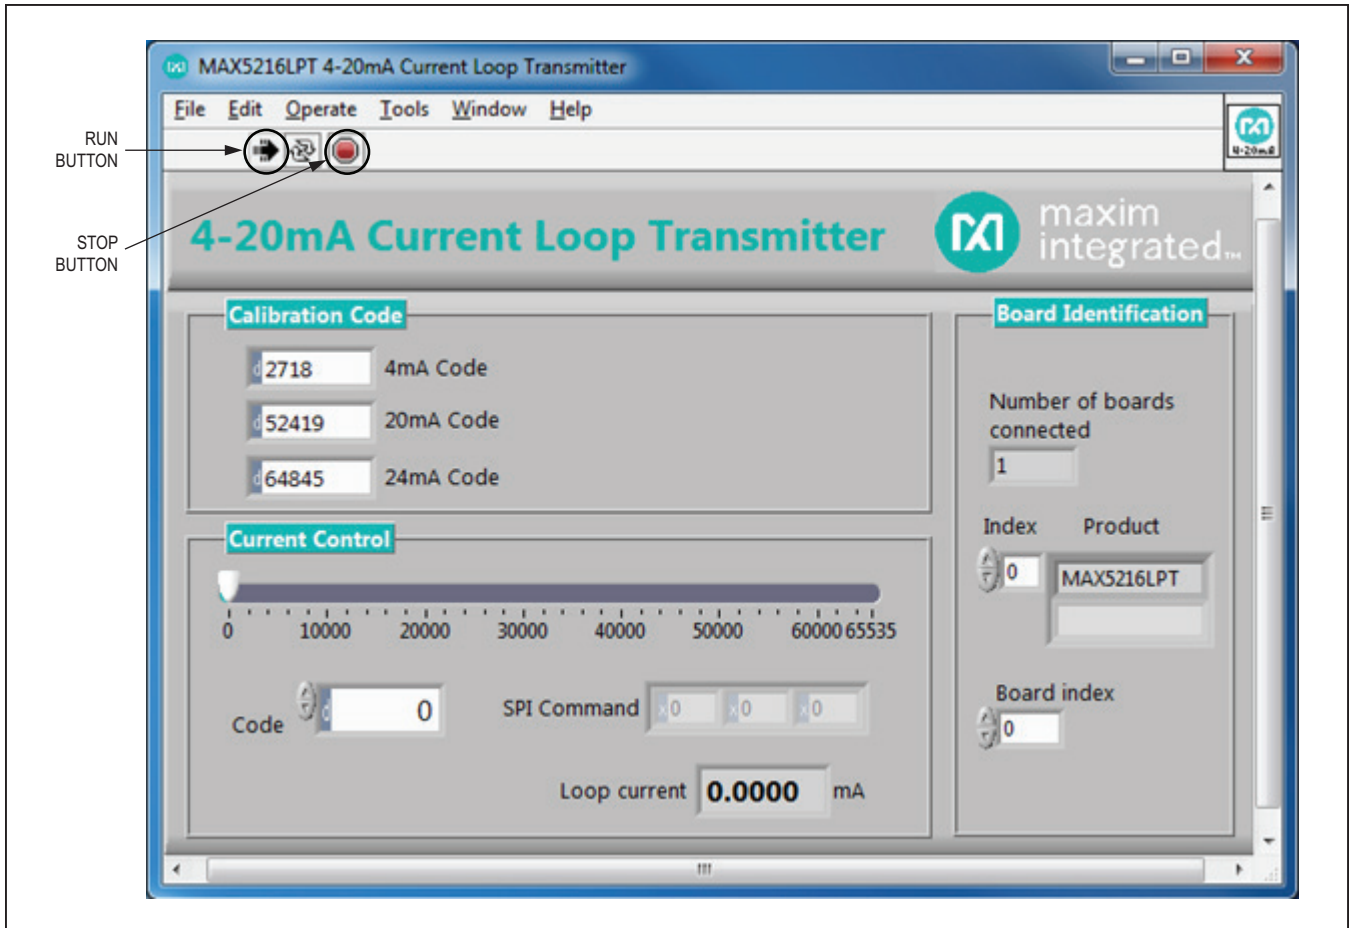 MAX5216LPT 4-20mA Current Loop Transmitter
File Edit Operate Tools Window Help
4-20mA
RUN
BUTTON
STOP
BUTTON
4-20mA Current Loop Transmitter
maxim
integrated™
Calibration Code
d 2718 4mA Code
d 52419 20mA Code
d 64845 24mA Code
Current Control
0 10000 20000 30000 40000 50000 60000 65535
Code d 0 SPI Command x 0 x 0 x 0
Loop current 0.0000 mA
Board Identification
Number of boards
connected
1
Index Product
0 MAX5216LPT
Board index
0